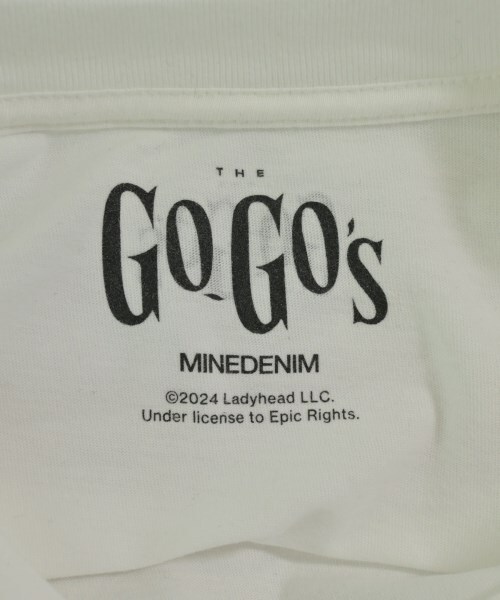 THE
GO-GO'S
MINEDENIM
©2024 Ladyhead LLC.
Under license to Epic Rights.